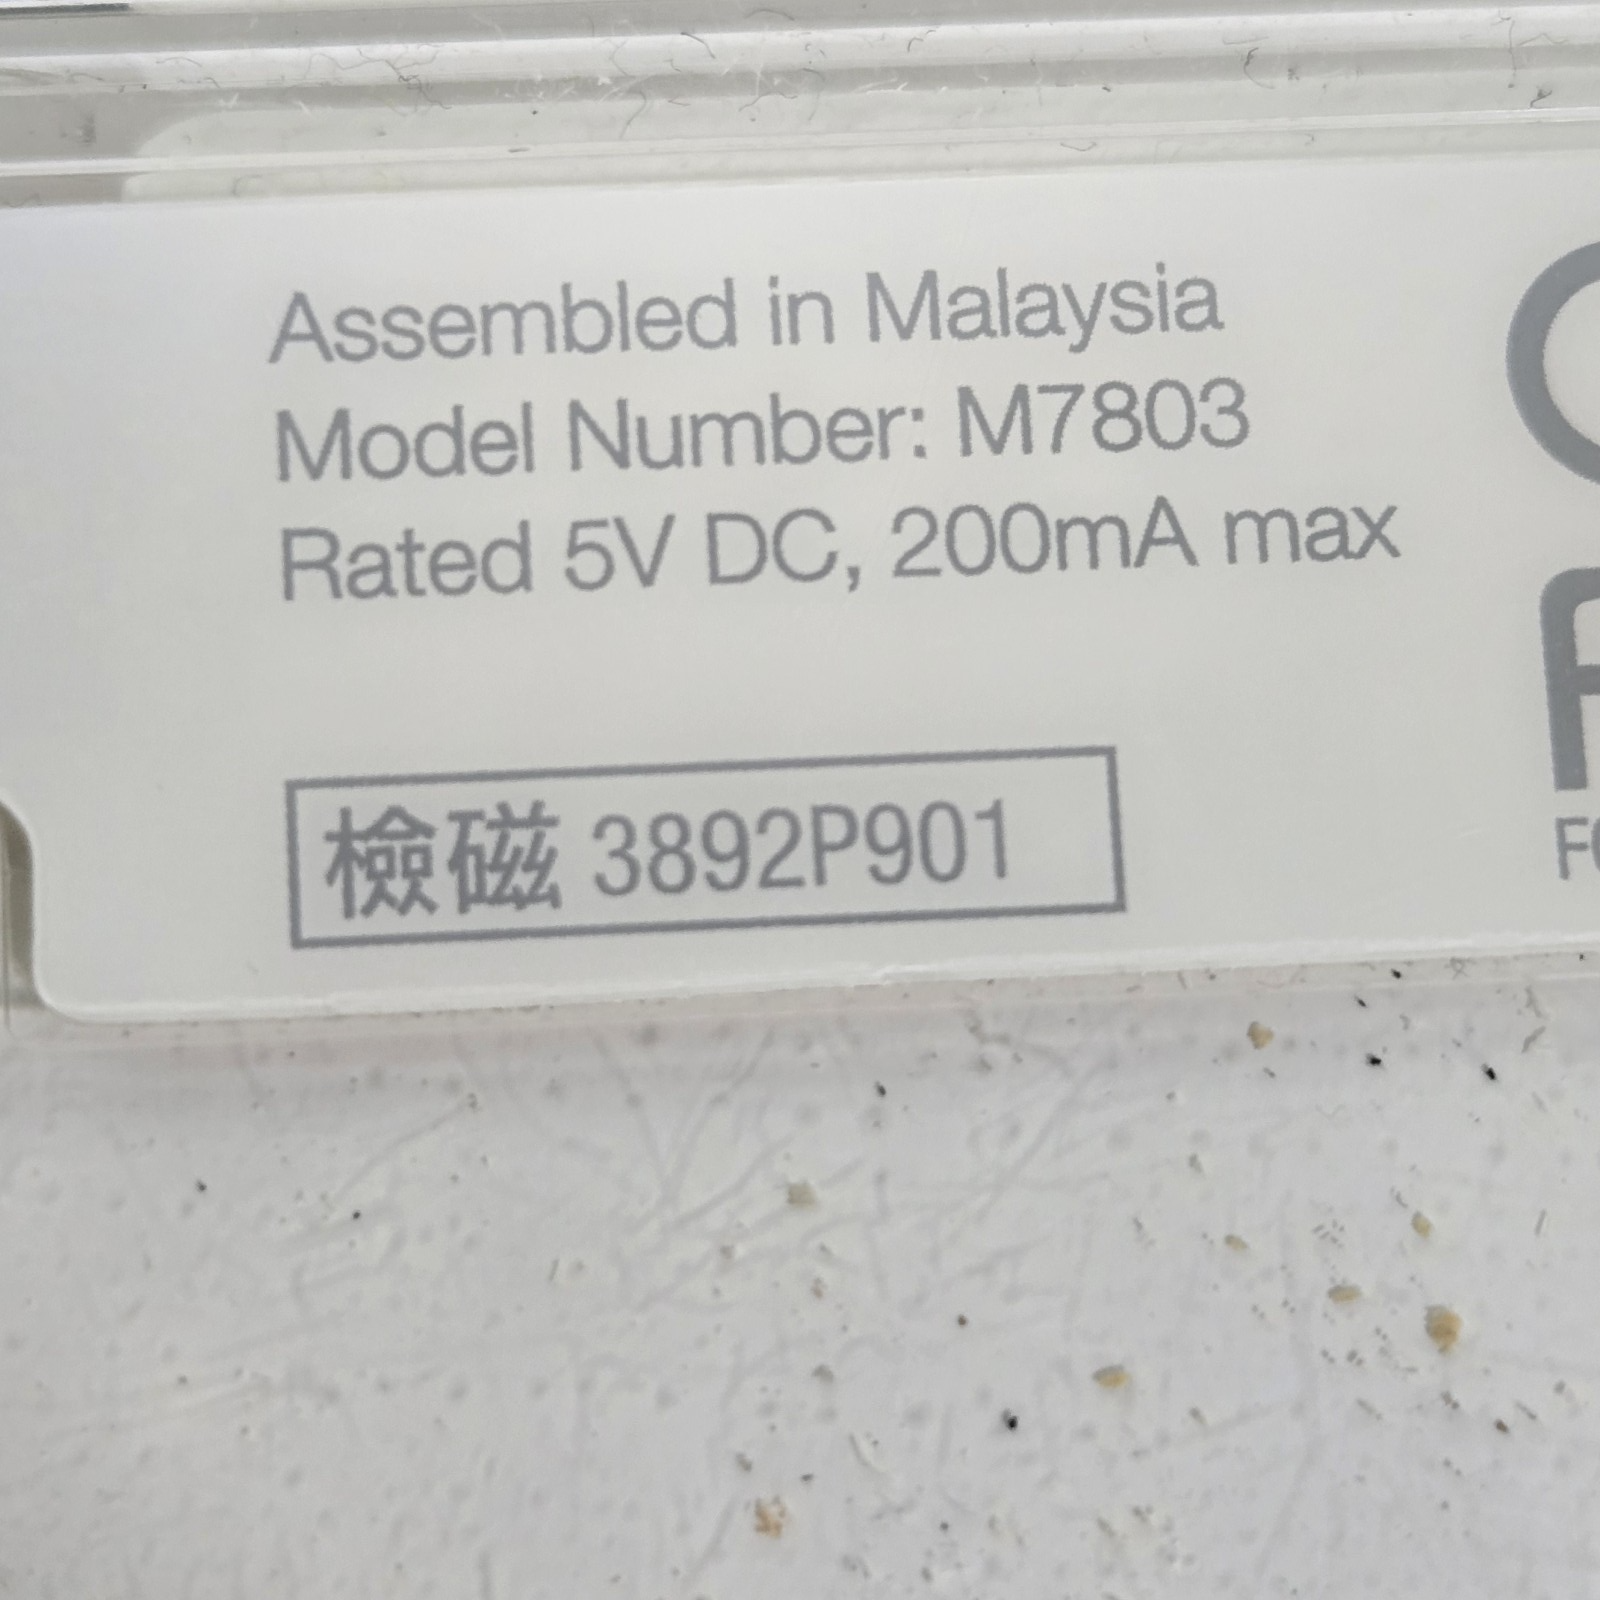 Assembled in Malaysia
Model Number: M7803
Rated 5V DC, 200mA max
檢磁 3892P901